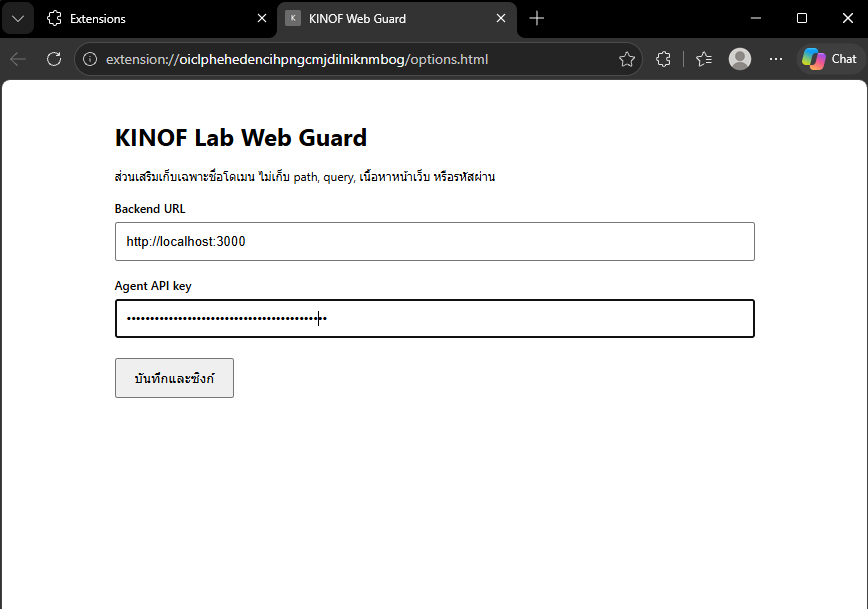 Extensions
KINOF Web Guard
extension://oiclphehedencihpngcmjdilniknmbog/options.html
Chat
KINOF Lab Web Guard
ส่วนเสริมเก็บเฉพาะชื่อโดเมน ไม่เก็บ path, query, เนื้อหาหน้าเว็บ หรือรหัสผ่าน
Backend URL
http://localhost:3000
Agent API key
บันทึกและซิงก์